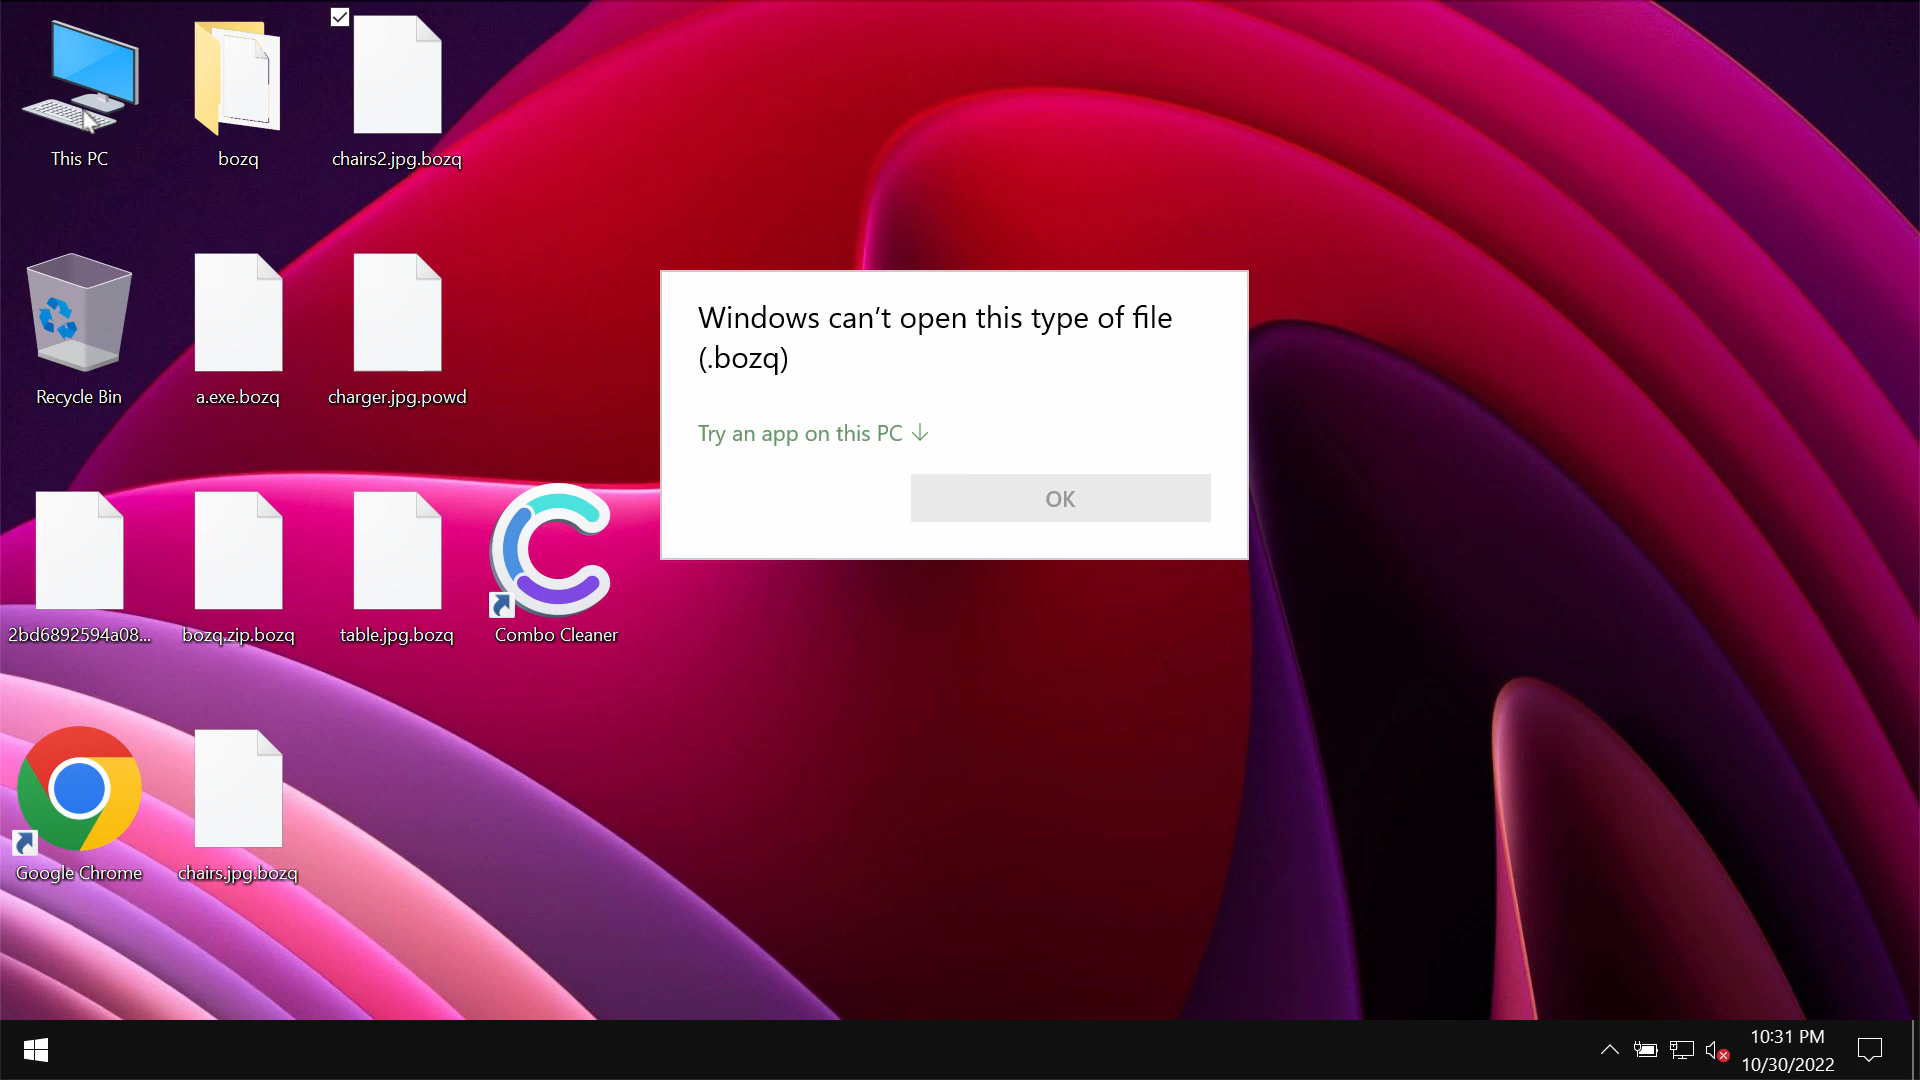 This PC
bozq
chairs2.jpg.bozq
Recycle Bin
a.exe.bozq
charger.jpg.powd
Windows can't open this type of file
(.bozq)
Try an app on this PC
OK
2bd6892594a08...
bozq.zip.bozq
table.jpg.bozq
Combo Cleaner
Google Chrome
chairs.jpg.bozq
10:31 PM
10/30/2022